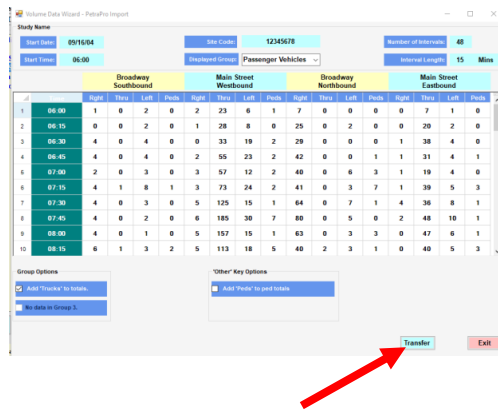 Volume Data Wizard - PetraPro Import
Study Name
Start Date: 09/16/04 Site Code: 12345678 Number of Intervals: 48
Start Time: 06:00 Displayed Group: Passenger Vehicles Interval Length: 15 Mins
Broadway Southbound Main Street Westbound Broadway Northbound Main Street Eastbound
Rght Thru Left Peds Rght Thru Left Peds Rght Thru Left Peds Rght Thru Left Peds
1 06:00 1 0 2 0 2 23 6 1 7 0 0 0 0 7 1 0
2 06:15 0 0 2 0 1 28 8 0 25 0 2 0 0 20 2 0
3 06:30 4 0 4 0 0 33 19 2 29 0 0 0 1 38 4 0
4 06:45 4 0 4 0 2 55 23 2 42 0 0 1 1 31 4 1
5 07:00 2 0 3 0 3 57 12 2 40 0 6 3 1 19 4 0
6 07:15 4 1 8 1 3 73 24 2 41 0 3 7 1 39 5 3
7 07:30 4 0 3 0 5 125 15 1 64 0 7 1 4 36 8 1
8 07:45 4 0 2 0 6 185 30 7 80 0 5 0 2 48 10 1
9 08:00 4 0 1 0 5 157 15 1 63 0 3 3 0 47 6 1
10 08:15 6 1 3 2 5 113 18 5 40 2 3 1 0 40 5 3
Group Options 'Other' Key Options
Add 'Trucks' to totals. Add 'Peds' to ped totals
No data in Group 3.
Transfer Exit